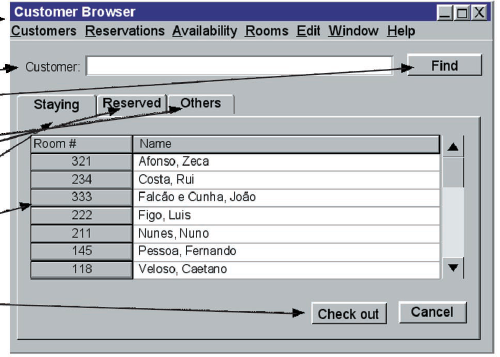 Customer Browser
Customers Reservations Availability Rooms Edit Window Help
Customer: Find
Staying Reserved Others
Room # Name
321 Afonso, Zeca
234 Costa, Rui
333 Falcão e Cunha, João
222 Figo, Luis
211 Nunes, Nuno
145 Pessoa, Fernando
118 Veloso, Caetano
Check out Cancel